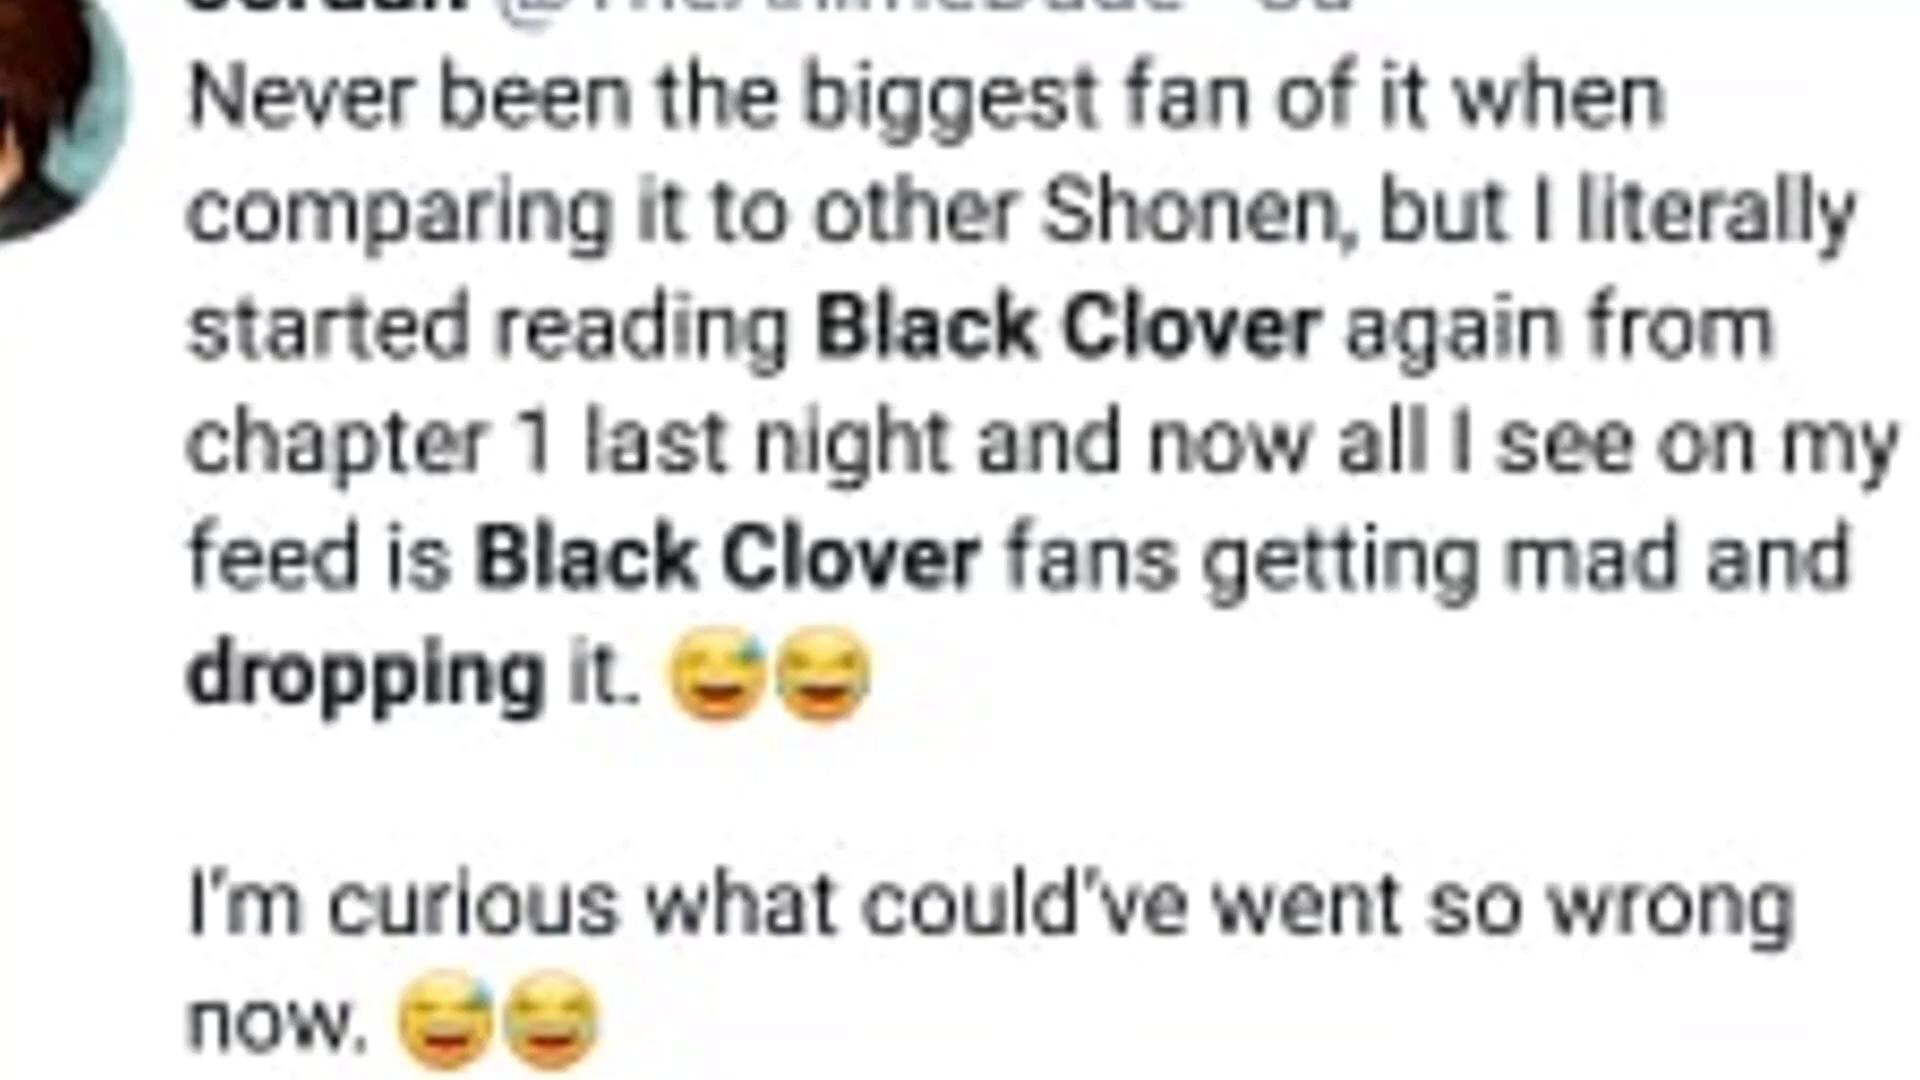 Never been the biggest fan of it when
comparing it to other Shonen, but I literally
started reading Black Clover again from
chapter 1 last night and now all I see on my
feed is Black Clover fans getting mad and
dropping it. 😅😂
I'm curious what could've went so wrong
now. 😅😂